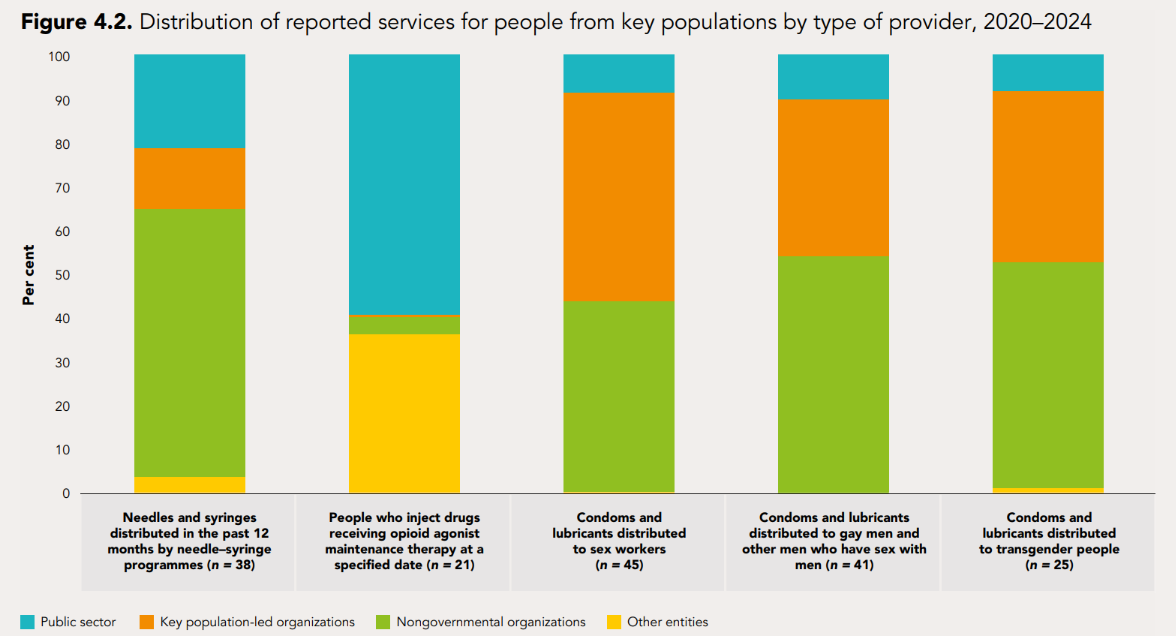 Figure 4.2. Distribution of reported services for people from key populations by type of provider, 2020–2024
Per cent
100
90
80
70
60
50
40
30
20
10
0
Needles and syringes
distributed in the past 12
months by needle–syringe
programmes (n = 38)
People who inject drugs
receiving opioid agonist
maintenance therapy at a
specified date (n = 21)
Condoms and
lubricants distributed
to sex workers
(n = 45)
Condoms and lubricants
distributed to gay men and
other men who have sex with
men (n = 41)
Condoms and
lubricants distributed
to transgender people
(n = 25)
Public sector
Key population-led organizations
Nongovernmental organizations
Other entities